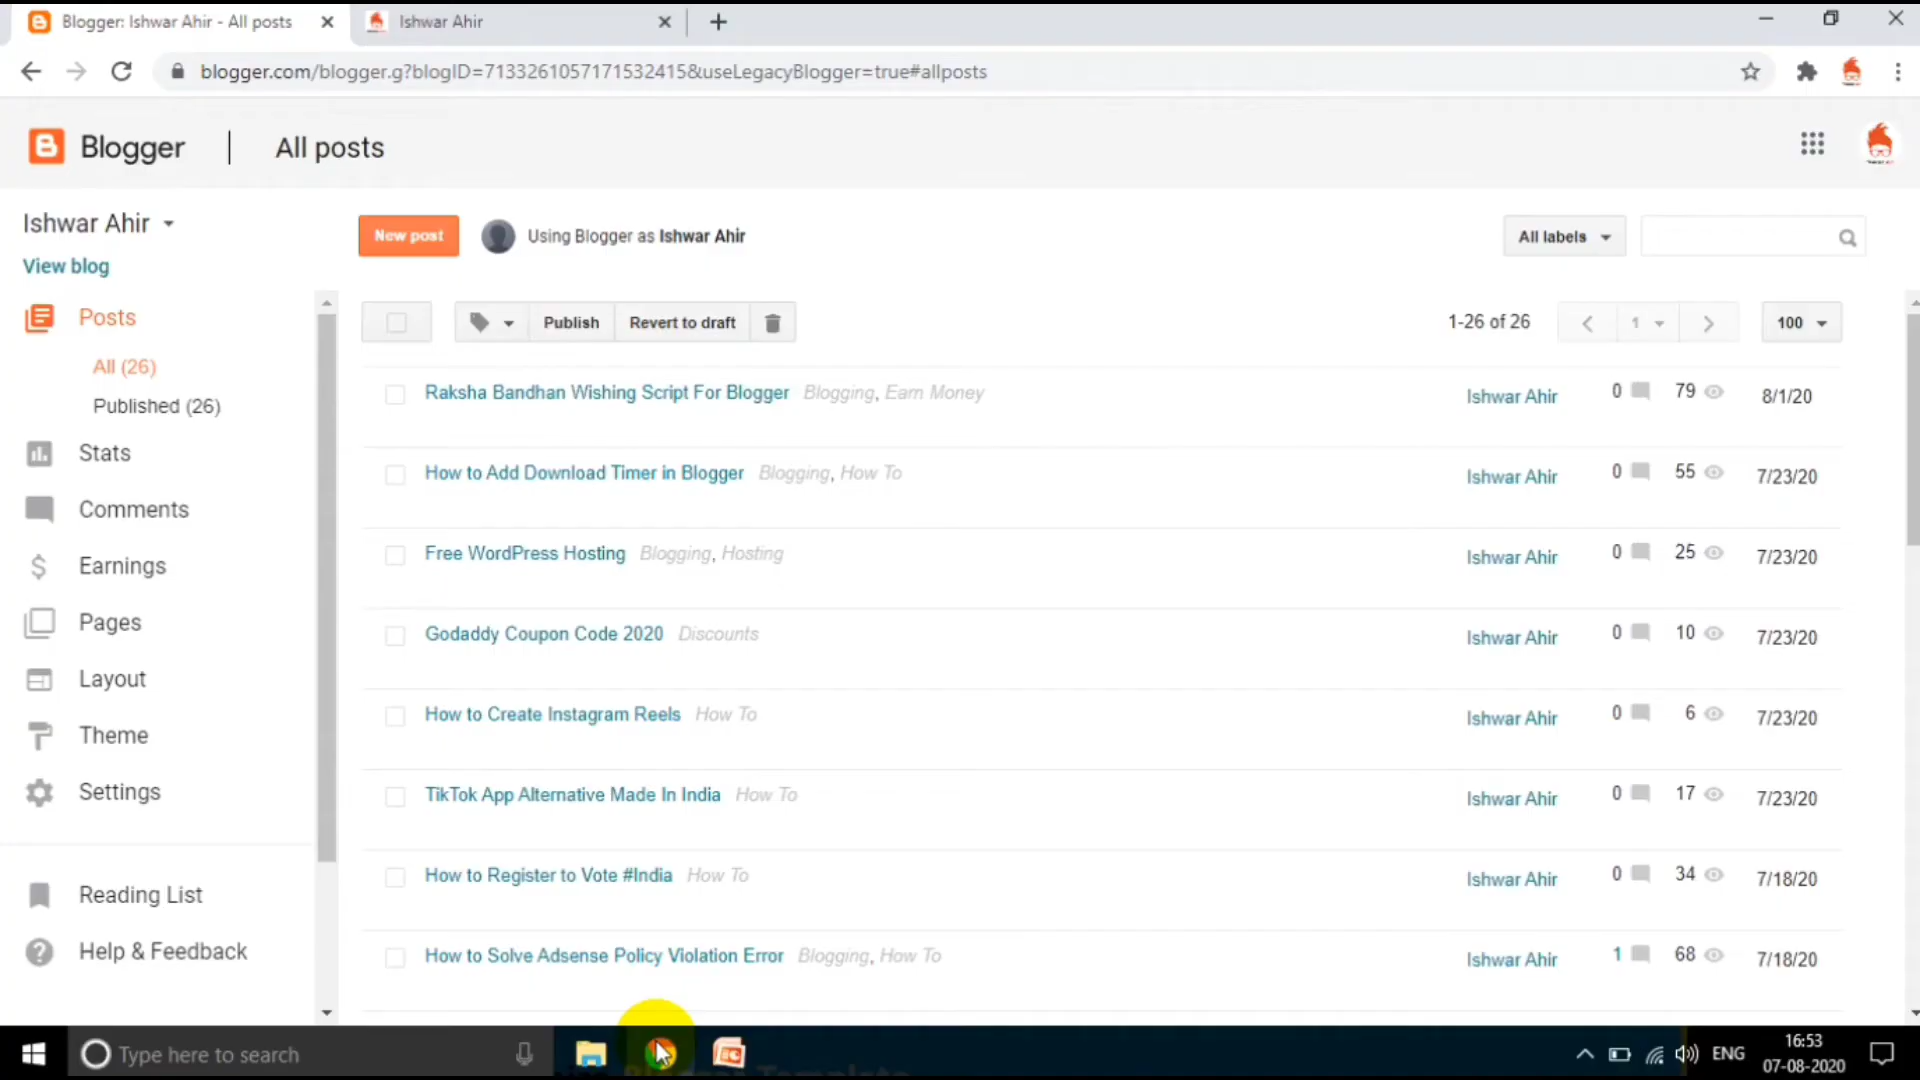 Blogger: Ishwar Ahir - All posts
Ishwar Ahir
blogger.com/blogger.g?blogID=7133261057171532415&useLegacyBlogger=true#allposts
Blogger | All posts
Ishwar Ahir
View blog
New post
Using Blogger as Ishwar Ahir
All labels
Posts
All (26)
Published (26)
Stats
Comments
Earnings
Pages
Layout
Theme
Settings
Reading List
Help & Feedback
Publish
Revert to draft
1-26 of 26
1
100
Raksha Bandhan Wishing Script For Blogger Blogging, Earn Money Ishwar Ahir 0 79 8/1/20
How to Add Download Timer in Blogger Blogging, How To Ishwar Ahir 0 55 7/23/20
Free WordPress Hosting Blogging, Hosting Ishwar Ahir 0 25 7/23/20
Godaddy Coupon Code 2020 Discounts Ishwar Ahir 0 10 7/23/20
How to Create Instagram Reels How To Ishwar Ahir 0 6 7/23/20
TikTok App Alternative Made In India How To Ishwar Ahir 0 17 7/23/20
How to Register to Vote #India How To Ishwar Ahir 0 34 7/18/20
How to Solve Adsense Policy Violation Error Blogging, How To Ishwar Ahir 1 68 7/18/20
Type here to search
ENG
16:53
07-08-2020